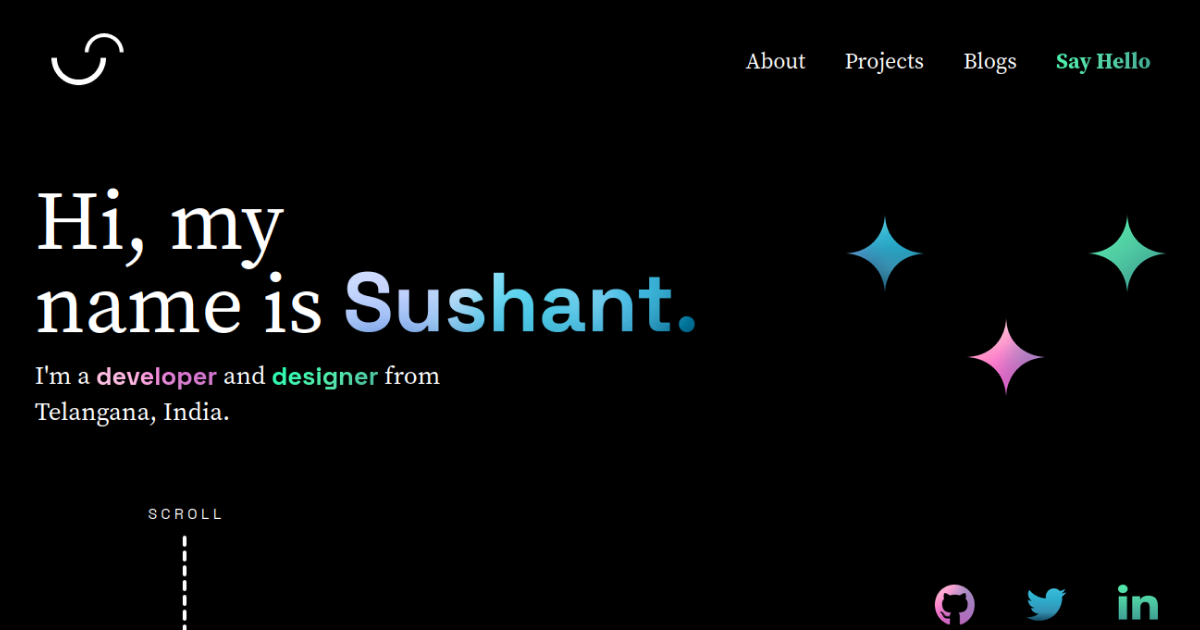 About Projects Blogs Say Hello
Hi, my
name is Sushant.
I'm a developer and designer from
Telangana, India.
SCROLL
in